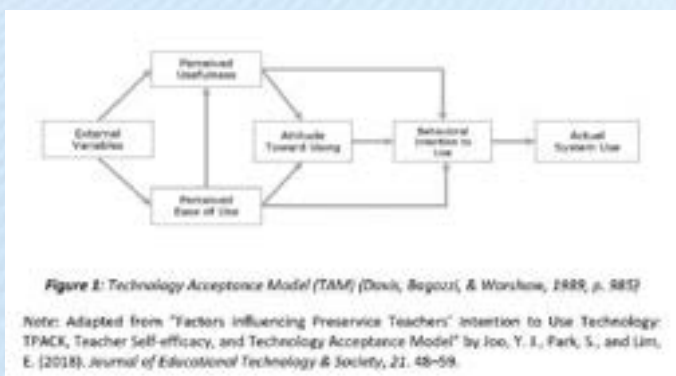 Perceived
Usefulness
External
Variables
Attitude
Toward Using
Behavioral
Intention to
Use
Actual
System Use
Perceived
Ease of Use
Figure 1: Technology Acceptance Model (TAM) (Davis, Bagozzi, & Warshaw, 1989, p. 985)
Note: Adapted from "Factors Influencing Preservice Teachers' Intention to Use Technology:
TPACK, Teacher Self-efficacy, and Technology Acceptance Model" by Joo, Y. J., Park, S., and Lim,
E. (2018). Journal of Educational Technology & Society, 21. 48–59.